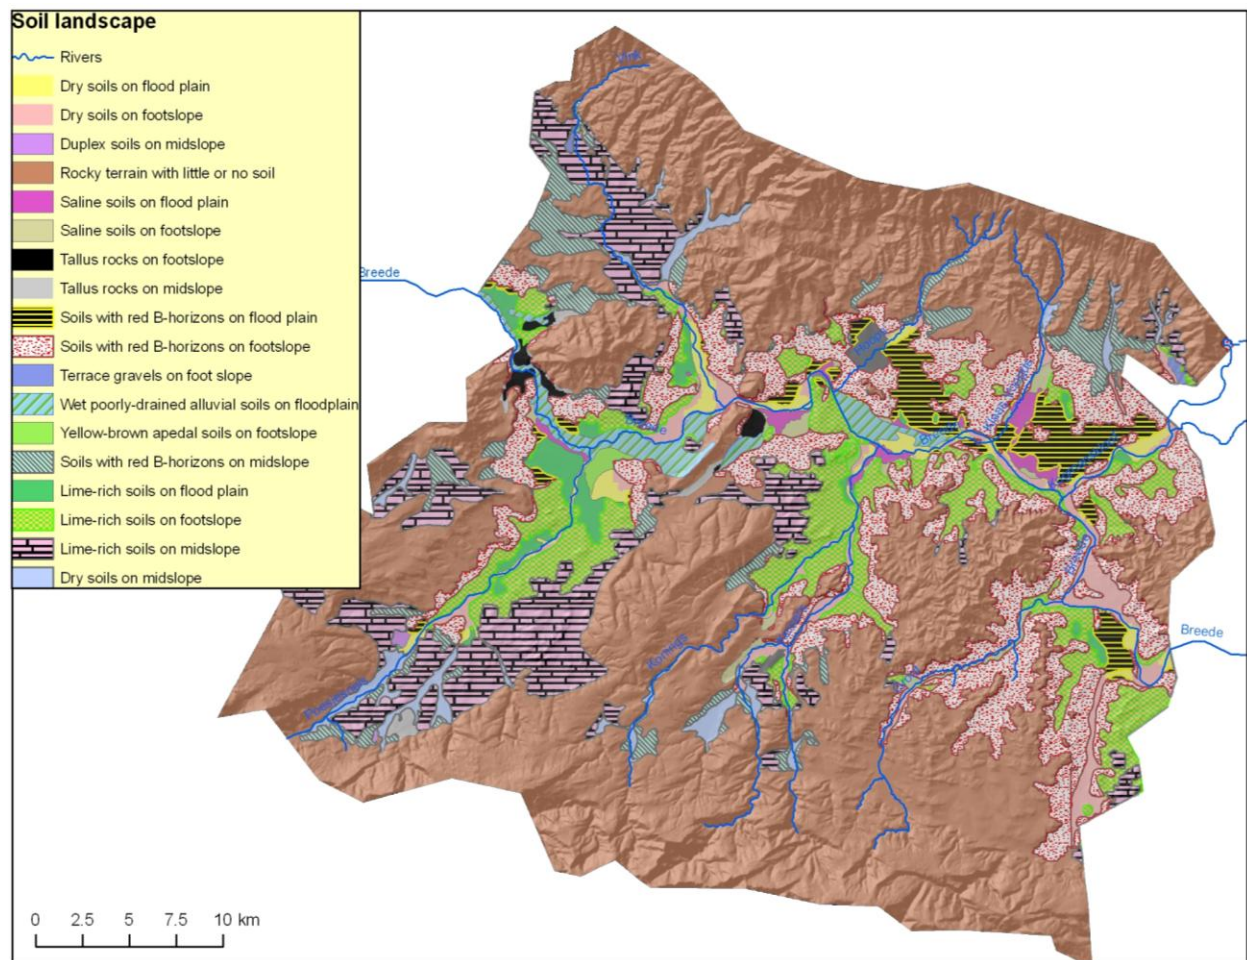 Soil landscape
Rivers
Dry soils on flood plain
Dry soils on footslope
Duplex soils on midslope
Rocky terrain with little or no soil
Saline soils on flood plain
Saline soils on footslope
Tallus rocks on footslope
Tallus rocks on midslope
Soils with red B-horizons on flood plain
Soils with red B-horizons on footslope
Terrace gravels on foot slope
Wet poorly-drained alluvial soils on floodplain
Yellow-brown apedal soils on footslope
Soils with red B-horizons on midslope
Lime-rich soils on flood plain
Lime-rich soils on footslope
Lime-rich soils on midslope
Dry soils on midslope
Vink
Breede
Breede
Poesjenels
Konings
Breede
0 2.5 5 7.5 10 km